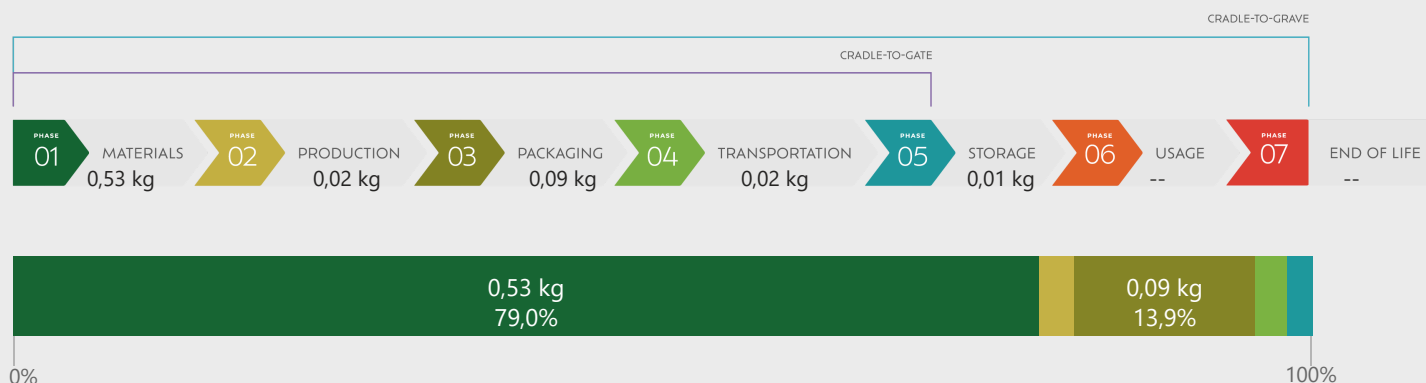 CRADLE-TO-GRAVE
CRADLE-TO-GATE
PHASE
01
MATERIALS
0,53 kg
PHASE
02
PRODUCTION
0,02 kg
PHASE
03
PACKAGING
0,09 kg
PHASE
04
TRANSPORTATION
0,02 kg
PHASE
05
STORAGE
0,01 kg
PHASE
06
USAGE
--
PHASE
07
END OF LIFE
--
0,53 kg
79,0%
0,09 kg
13,9%
0%
100%